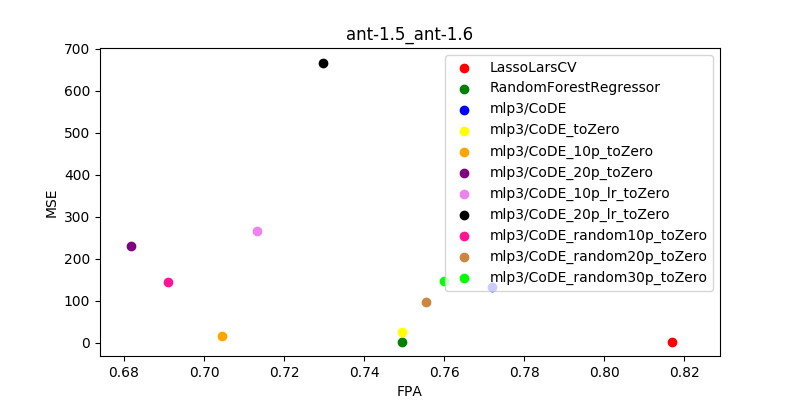 ant-1.5_ant-1.6
LassoLarsCV
RandomForestRegressor
mlp3/CoDE
mlp3/CoDE_toZero
mlp3/CoDE_10p_toZero
mlp3/CoDE_20p_toZero
mlp3/CoDE_10p_lr_toZero
mlp3/CoDE_20p_lr_toZero
mlp3/CoDE_random10p_toZero
mlp3/CoDE_random20p_toZero
mlp3/CoDE_random30p_toZero
MSE
700
600
500
400
300
200
100
0
0.68 0.70 0.72 0.74 0.76 0.78 0.80 0.82
FPA